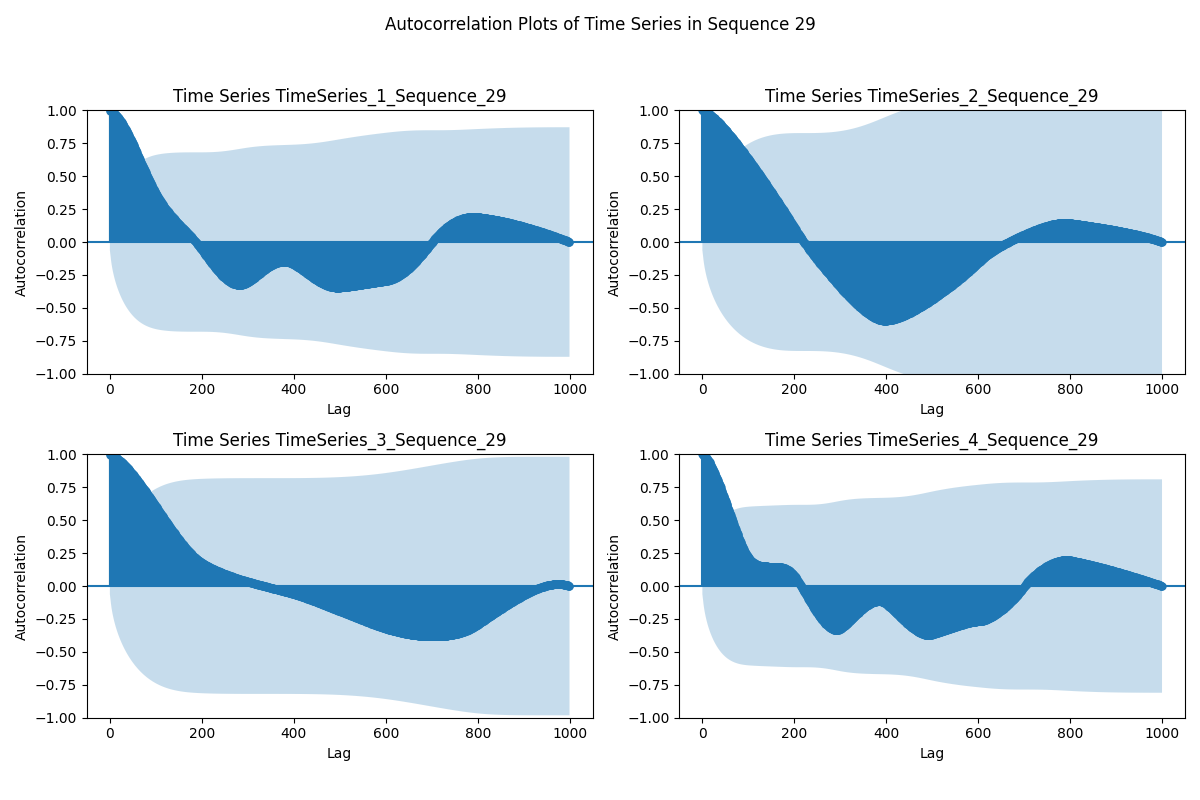 Autocorrelation Plots of Time Series in Sequence 29
Time Series TimeSeries_1_Sequence_29
Autocorrelation
1.00
0.75
0.50
0.25
0.00
−0.25
−0.50
−0.75
−1.00
0 200 400 600 800 1000
Lag
Time Series TimeSeries_2_Sequence_29
Autocorrelation
1.00
0.75
0.50
0.25
0.00
−0.25
−0.50
−0.75
−1.00
0 200 400 600 800 1000
Lag
Time Series TimeSeries_3_Sequence_29
Autocorrelation
1.00
0.75
0.50
0.25
0.00
−0.25
−0.50
−0.75
−1.00
0 200 400 600 800 1000
Lag
Time Series TimeSeries_4_Sequence_29
Autocorrelation
1.00
0.75
0.50
0.25
0.00
−0.25
−0.50
−0.75
−1.00
0 200 400 600 800 1000
Lag